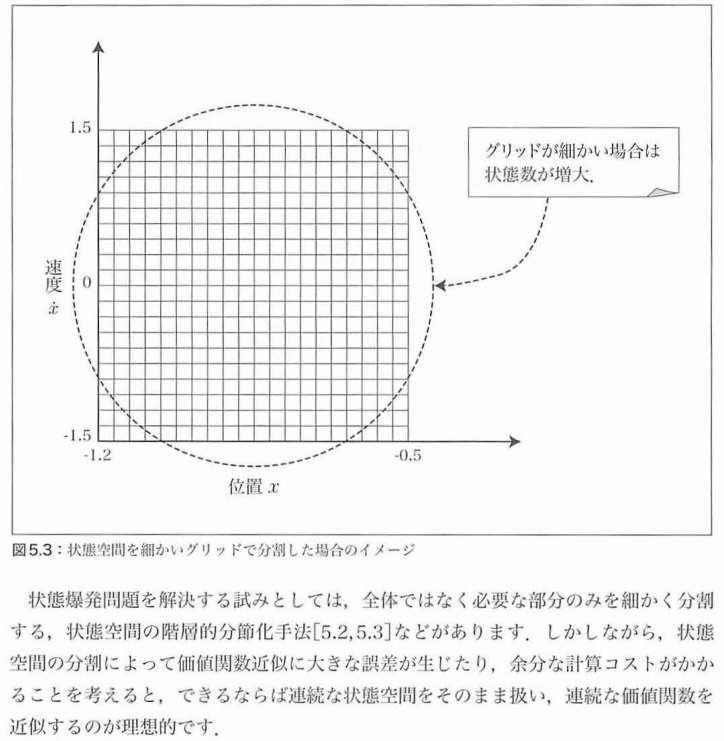 1.5
グリッドが細かい場合は
状態数が増大.
速度 ẋ
0
-1.5
-1.2
-0.5
位置 x
図5.3：状態空間を細かいグリッドで分割した場合のイメージ
状態爆発問題を解決する試みとしては，全体ではなく必要な部分のみを細かく分割
する，状態空間の階層的分節化手法[5.2,5.3]などがあります．しかしながら，状態
空間の分割によって価値関数近似に大きな誤差が生じたり，余分な計算コストがかか
ることを考えると，できるならば連続な状態空間をそのまま扱い，連続な価値関数を
近似するのが理想的です．